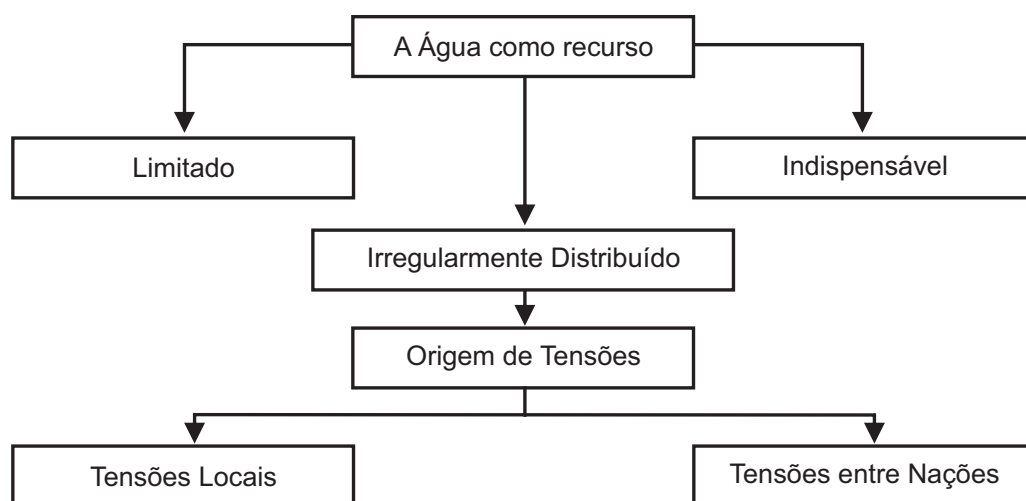 A Água como recurso
Limitado
Indispensável
Irregularmente Distribuído
Origem de Tensões
Tensões Locais
Tensões entre Nações